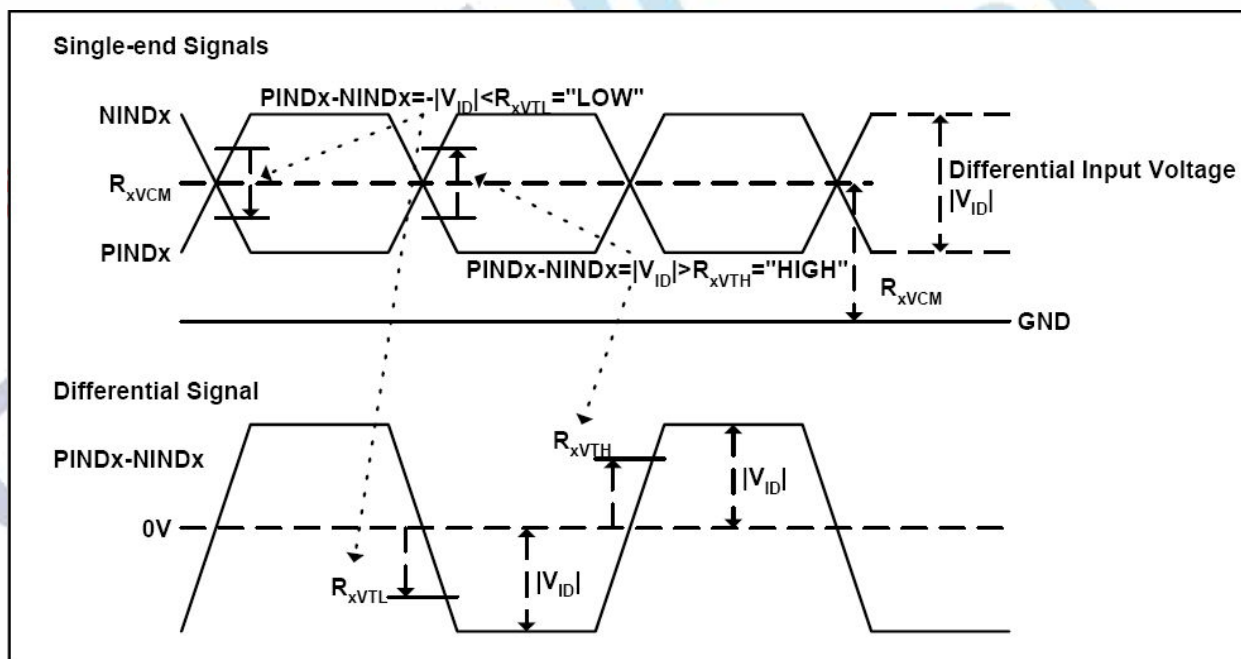 Single-end Signals
PINDx-NINDx=-|VID|<RxVTL="LOW"
NINDx
RxVCM
Differential Input Voltage
|VID|
PINDx
PINDx-NINDx=|VID|>RxVTH="HIGH"
RxVCM
GND
Differential Signal
RxVTH
PINDx-NINDx
|VID|
0V
RxVTL
|VID|